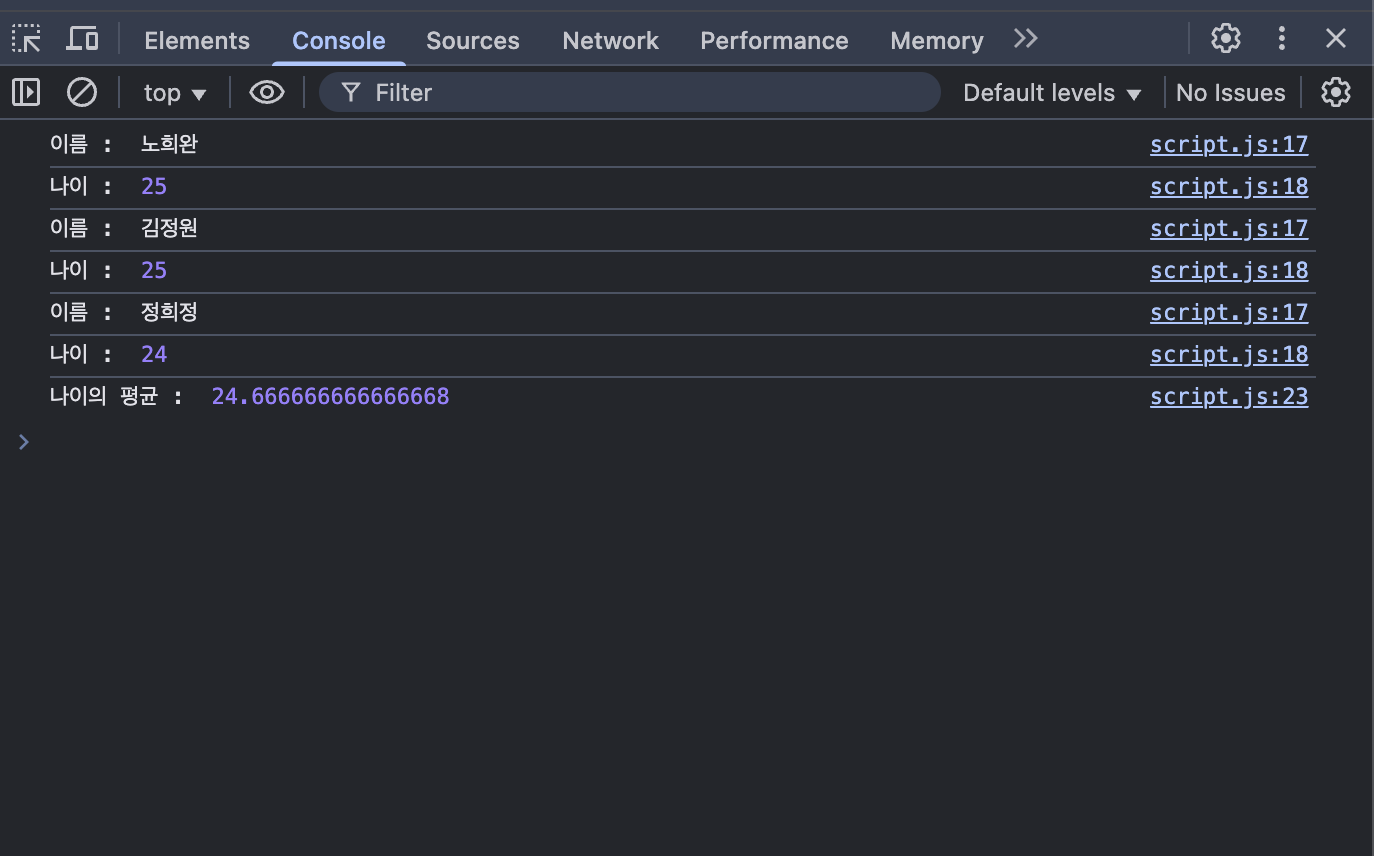 Elements Console Sources Network Performance Memory
top Filter Default levels No Issues
이름 : 노희완 script.js:17
나이 : 25 script.js:18
이름 : 김정원 script.js:17
나이 : 25 script.js:18
이름 : 정희정 script.js:17
나이 : 24 script.js:18
나이의 평균 : 24.666666666666668 script.js:23